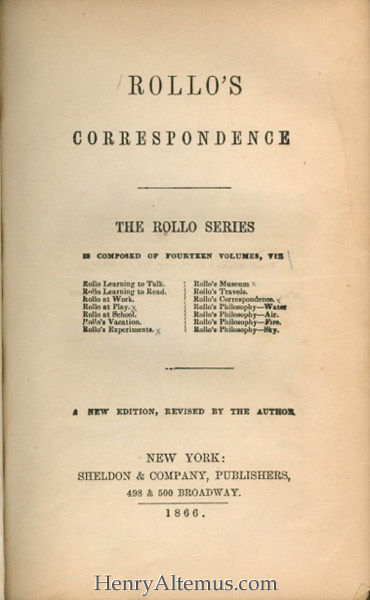 ROLLO'S
CORRESPONDENCE
THE ROLLO SERIES
IS COMPOSED OF FOURTEEN VOLUMES, VIZ
Rollo Learning to Talk.
Rollo Learning to Read.
Rollo at Work.
Rollo at Play.
Rollo at School.
Rollo's Vacation.
Rollo's Experiments.
Rollo's Museum
Rollo's Travels.
Rollo's Correspondence.
Rollo's Philosophy—Water
Rollo's Philosophy—Air.
Rollo's Philosophy—Fire.
Rollo's Philosophy—Sky.
A NEW EDITION, REVISED BY THE AUTHOR
NEW YORK:
SHELDON & COMPANY, PUBLISHERS,
498 & 500 BROADWAY.
1866.
HenryAltemus.com